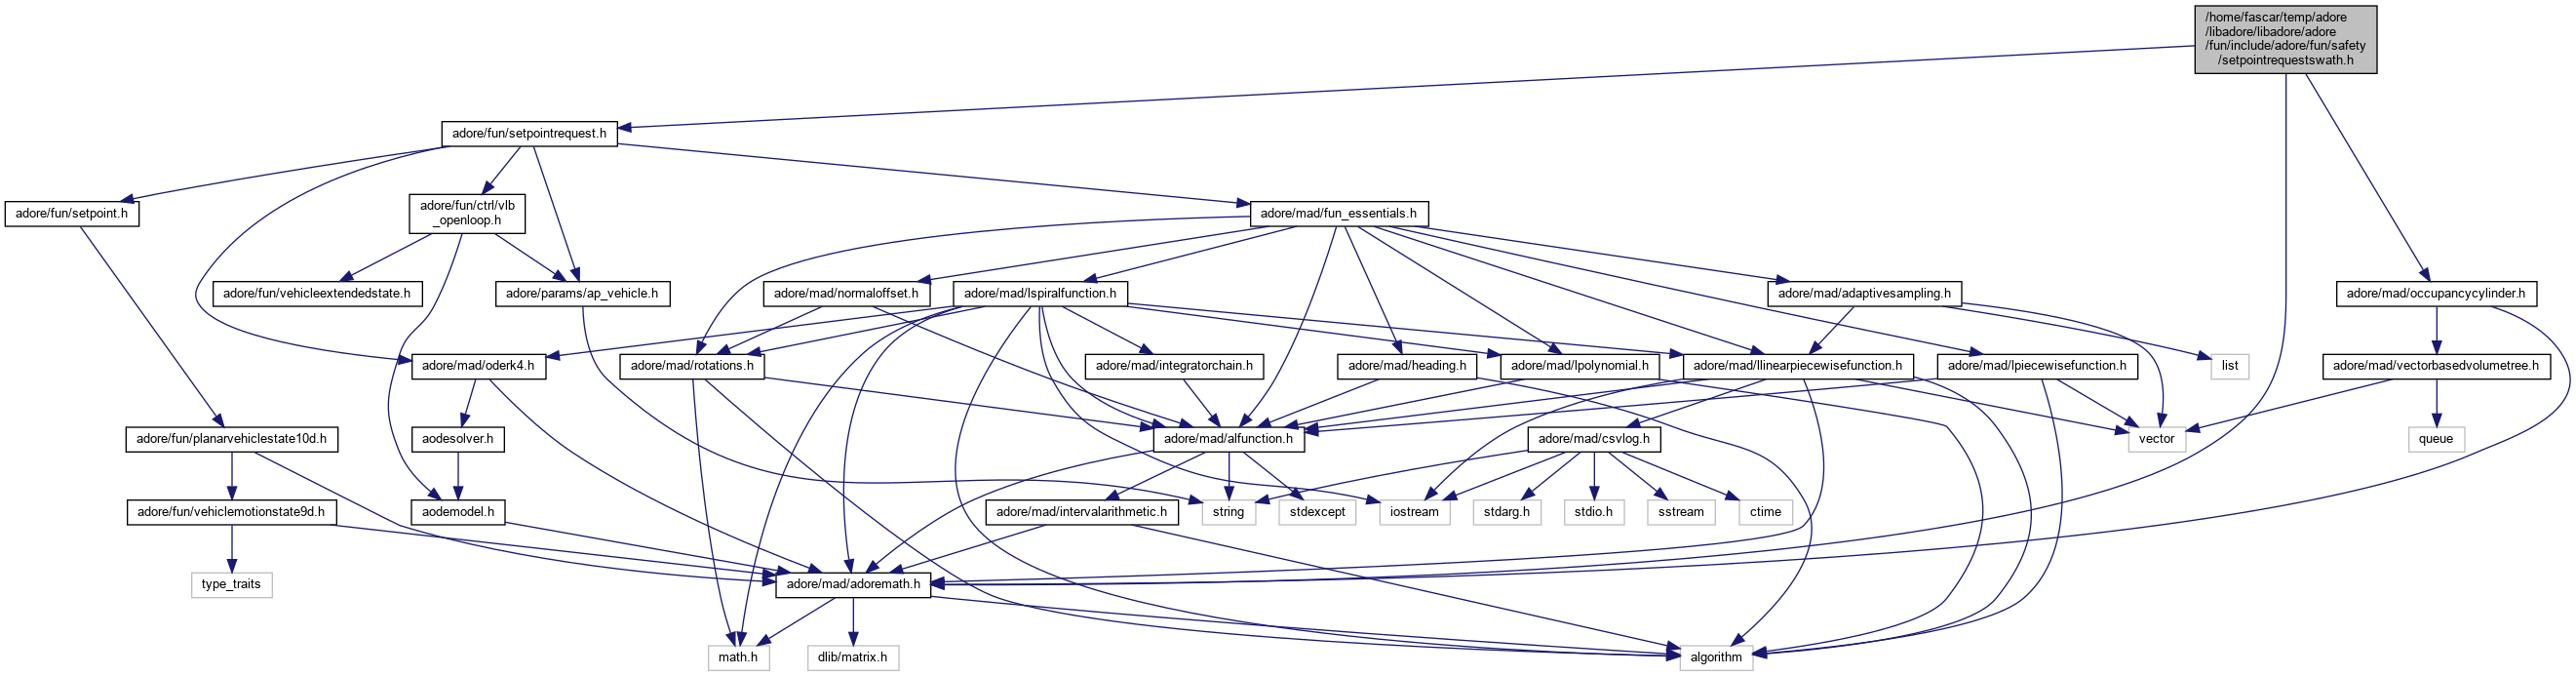 /home/fascar/temp/adore
/libadore/libadore/adore
/fun/include/adore/fun/safety
/setpointrequestswath.h
adore/fun/setpointrequest.h
adore/fun/setpoint.h
adore/fun/ctrl/vlb
_openloop.h
adore/mad/fun_essentials.h
adore/fun/vehicleextendedstate.h
adore/params/ap_vehicle.h
adore/mad/normaloffset.h
adore/mad/lspiralfunction.h
adore/mad/adaptivesampling.h
adore/mad/occupancycylinder.h
adore/mad/oderk4.h
adore/mad/rotations.h
adore/mad/integratorchain.h
adore/mad/heading.h
adore/mad/lpolynomial.h
adore/mad/llinearpiecewisefunction.h
adore/mad/lpiecewisefunction.h
list
adore/mad/vectorbasedvolumetree.h
adore/fun/planarvehiclestate10d.h
aodesolver.h
adore/mad/alfunction.h
adore/mad/csvlog.h
vector
queue
adore/fun/vehiclemotionstate9d.h
aodemodel.h
adore/mad/intervalarithmetic.h
string
stdexcept
iostream
stdarg.h
stdio.h
sstream
ctime
type_traits
adore/mad/adoremath.h
math.h
dlib/matrix.h
algorithm